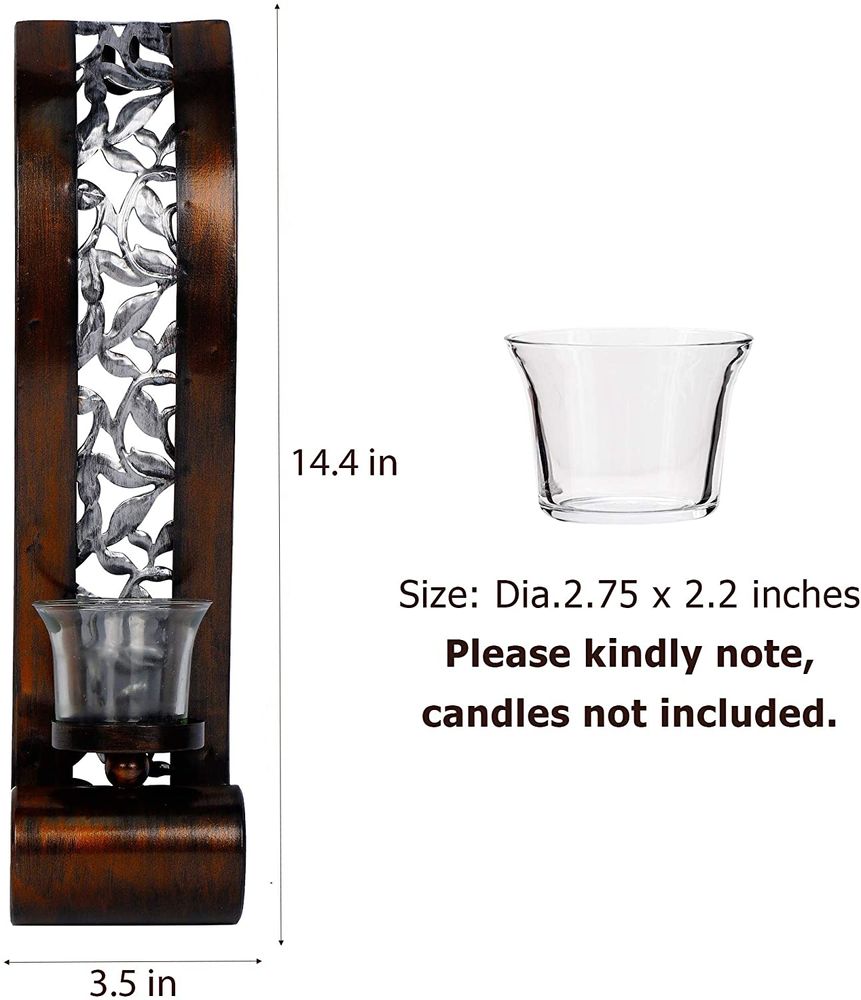 14.4 in
Size: Dia.2.75 x 2.2 inches
Please kindly note,
candles not included.
3.5 in